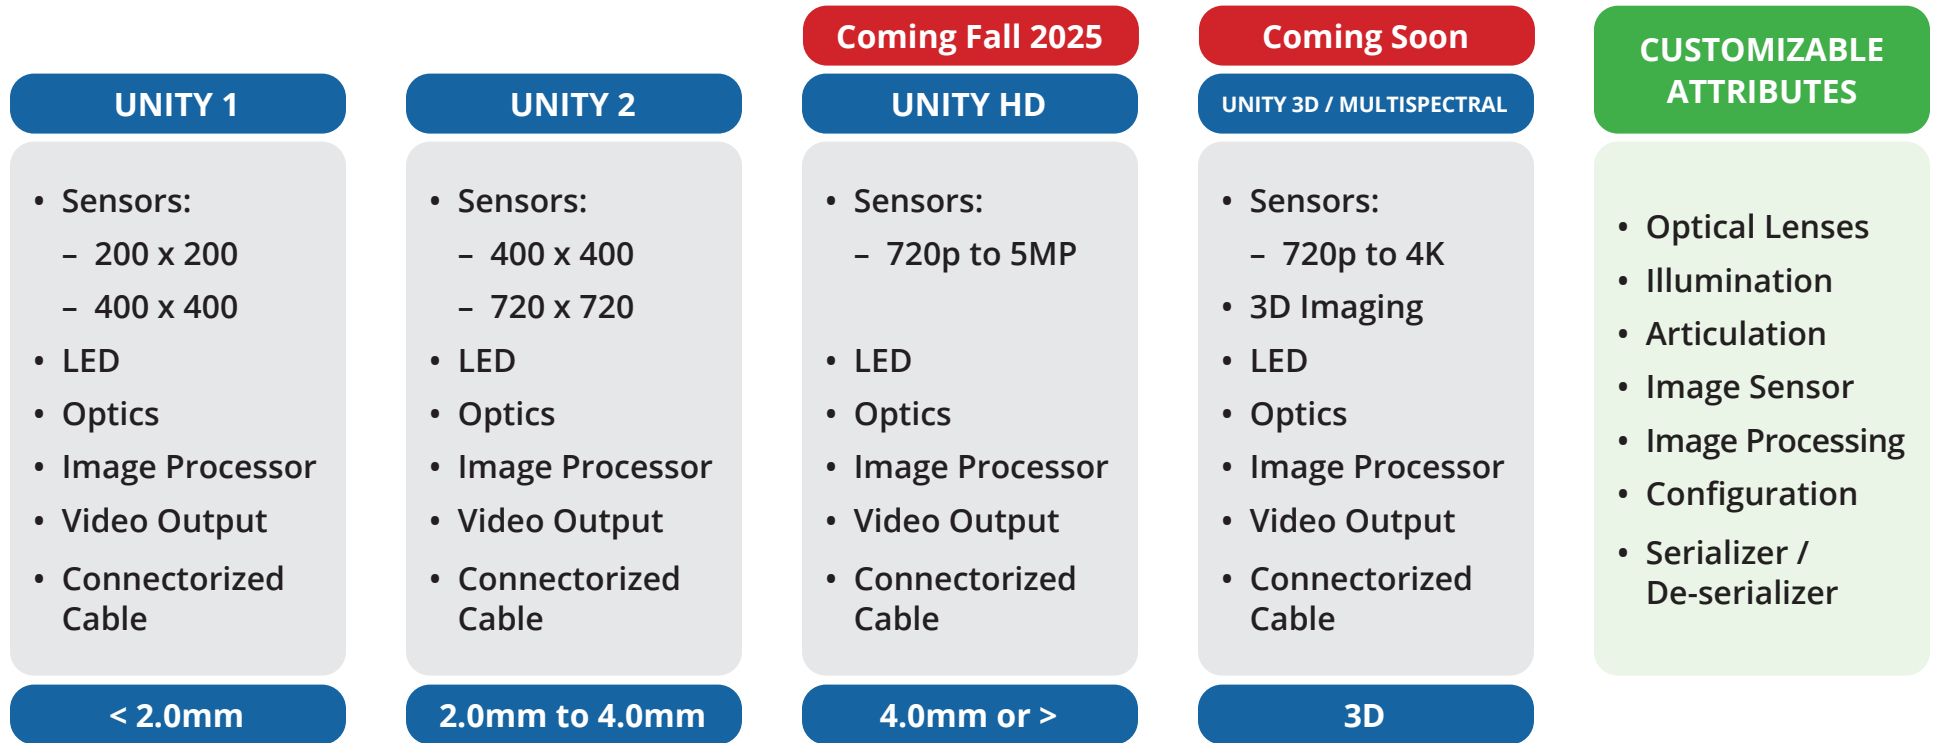 Coming Fall 2025
Coming Soon
UNITY 1
• Sensors:
– 200 x 200
– 400 x 400
• LED
• Optics
• Image Processor
• Video Output
• Connectorized
Cable
< 2.0mm
UNITY 2
• Sensors:
– 400 x 400
– 720 x 720
• LED
• Optics
• Image Processor
• Video Output
• Connectorized
Cable
2.0mm to 4.0mm
UNITY HD
• Sensors:
– 720p to 5MP
• LED
• Optics
• Image Processor
• Video Output
• Connectorized
Cable
4.0mm or >
UNITY 3D / MULTISPECTRAL
• Sensors:
– 720p to 4K
• 3D Imaging
• LED
• Optics
• Image Processor
• Video Output
• Connectorized
Cable
3D
CUSTOMIZABLE
ATTRIBUTES
• Optical Lenses
• Illumination
• Articulation
• Image Sensor
• Image Processing
• Configuration
• Serializer /
De-serializer